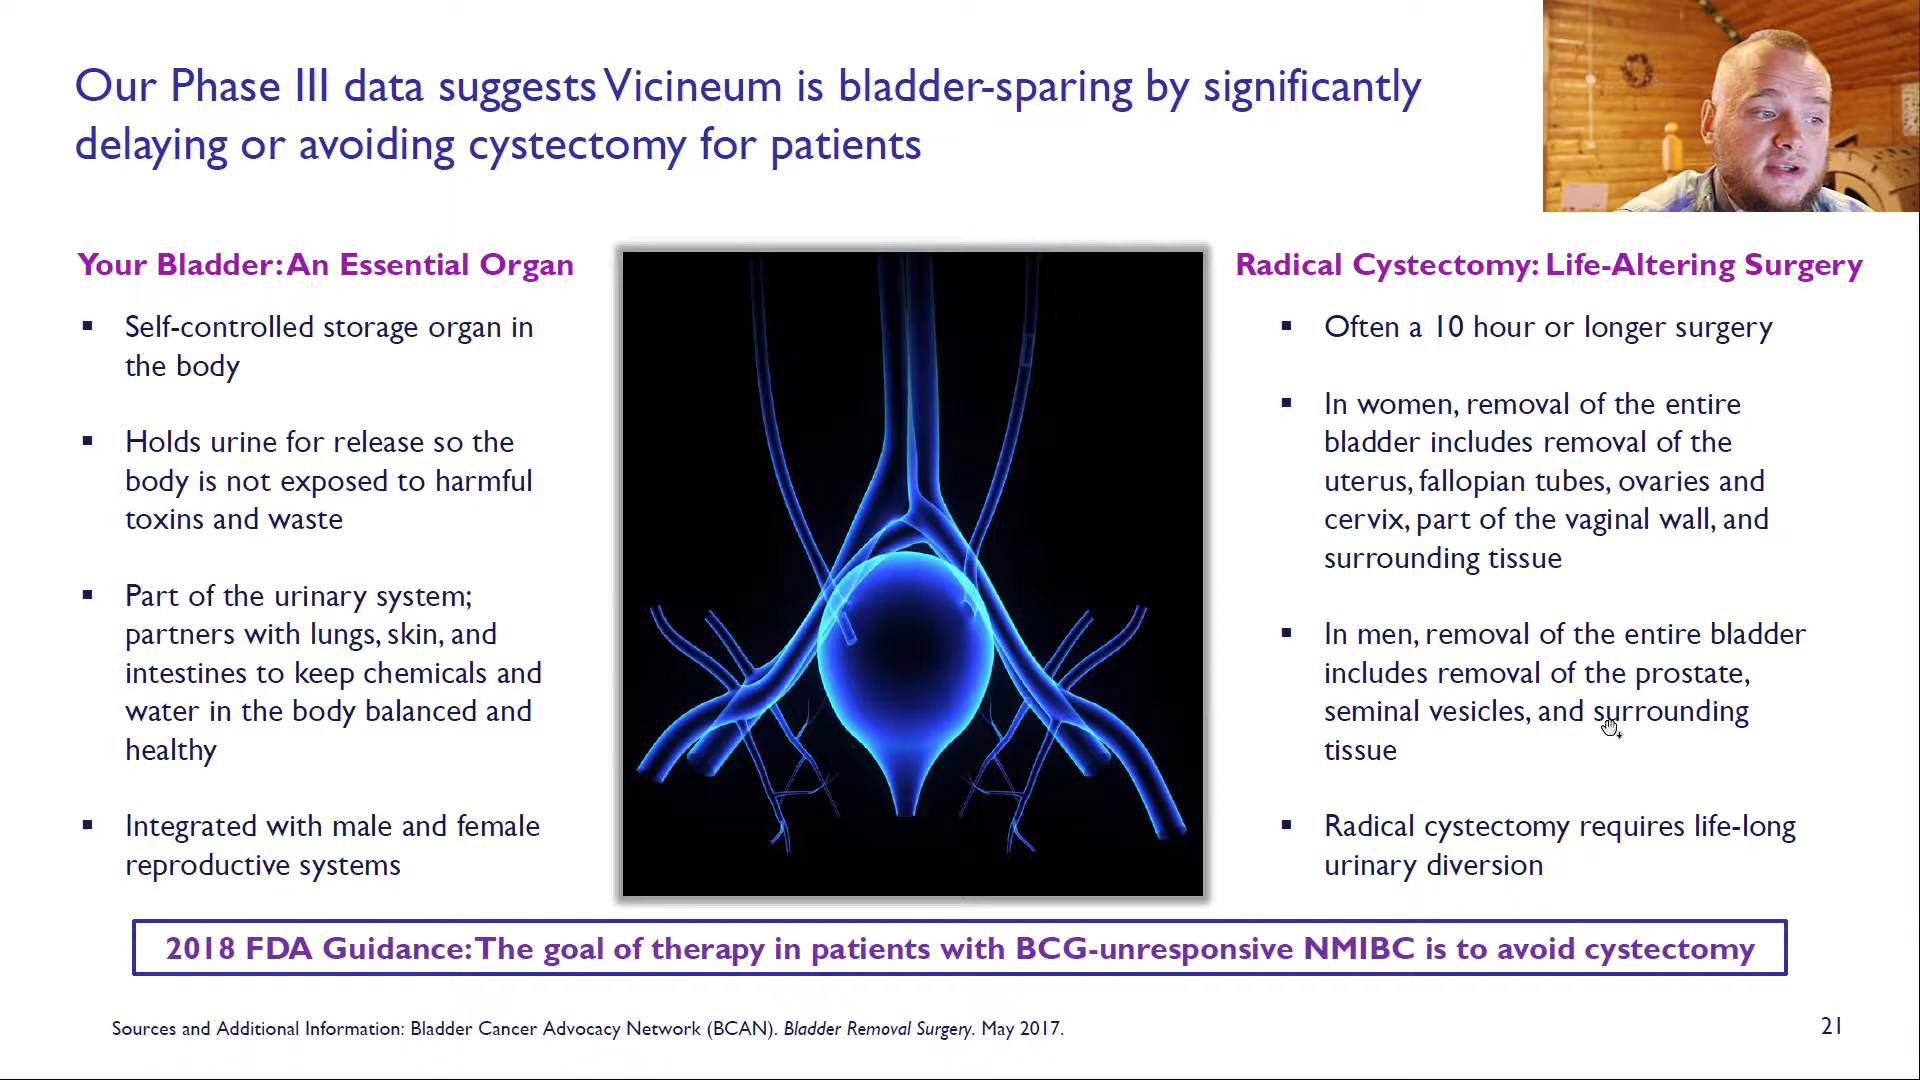 Our Phase III data suggests Vicineum is bladder-sparing by significantly
delaying or avoiding cystectomy for patients
Your Bladder: An Essential Organ
▪ Self-controlled storage organ in
the body
▪ Holds urine for release so the
body is not exposed to harmful
toxins and waste
▪ Part of the urinary system;
partners with lungs, skin, and
intestines to keep chemicals and
water in the body balanced and
healthy
▪ Integrated with male and female
reproductive systems
Radical Cystectomy: Life-Altering Surgery
▪ Often a 10 hour or longer surgery
▪ In women, removal of the entire
bladder includes removal of the
uterus, fallopian tubes, ovaries and
cervix, part of the vaginal wall, and
surrounding tissue
▪ In men, removal of the entire bladder
includes removal of the prostate,
seminal vesicles, and surrounding
tissue
▪ Radical cystectomy requires life-long
urinary diversion
2018 FDA Guidance: The goal of therapy in patients with BCG-unresponsive NMIBC is to avoid cystectomy
Sources and Additional Information: Bladder Cancer Advocacy Network (BCAN). Bladder Removal Surgery. May 2017.
21